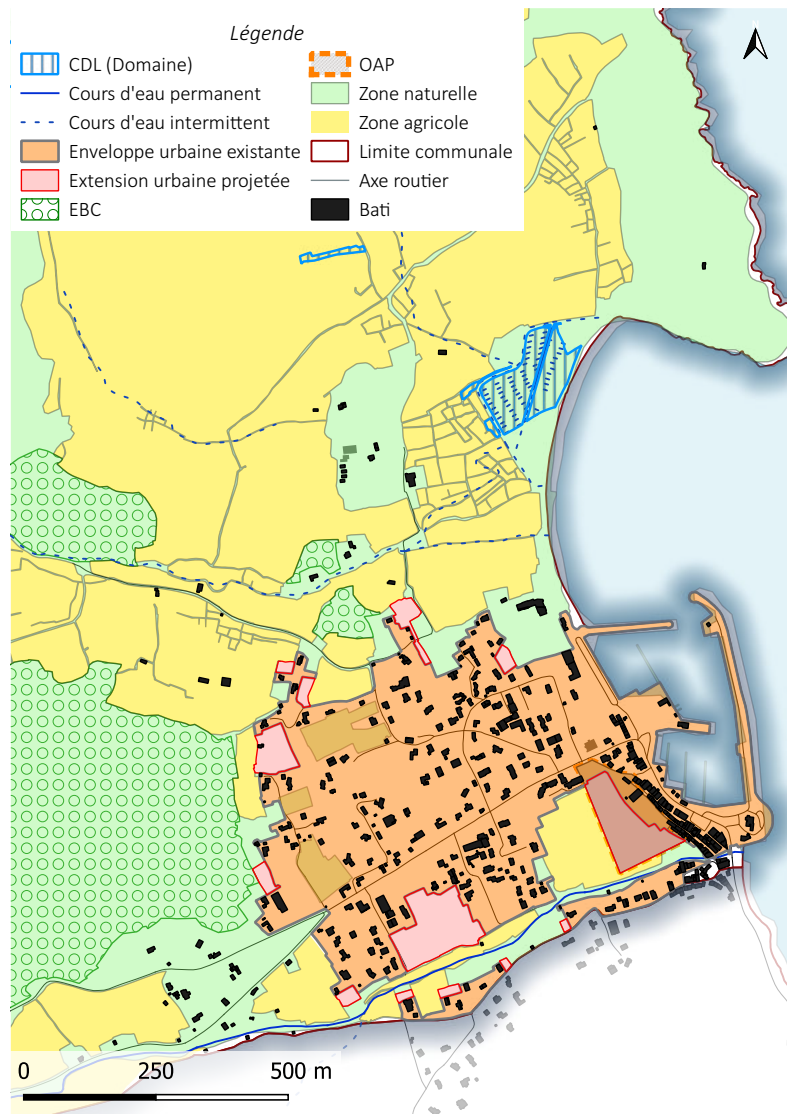 Légende
CDL (Domaine)
Cours d'eau permanent
Cours d'eau intermittent
Enveloppe urbaine existante
Extension urbaine projetée
EBC
OAP
Zone naturelle
Zone agricole
Limite communale
Axe routier
Bati
0 250 500 m